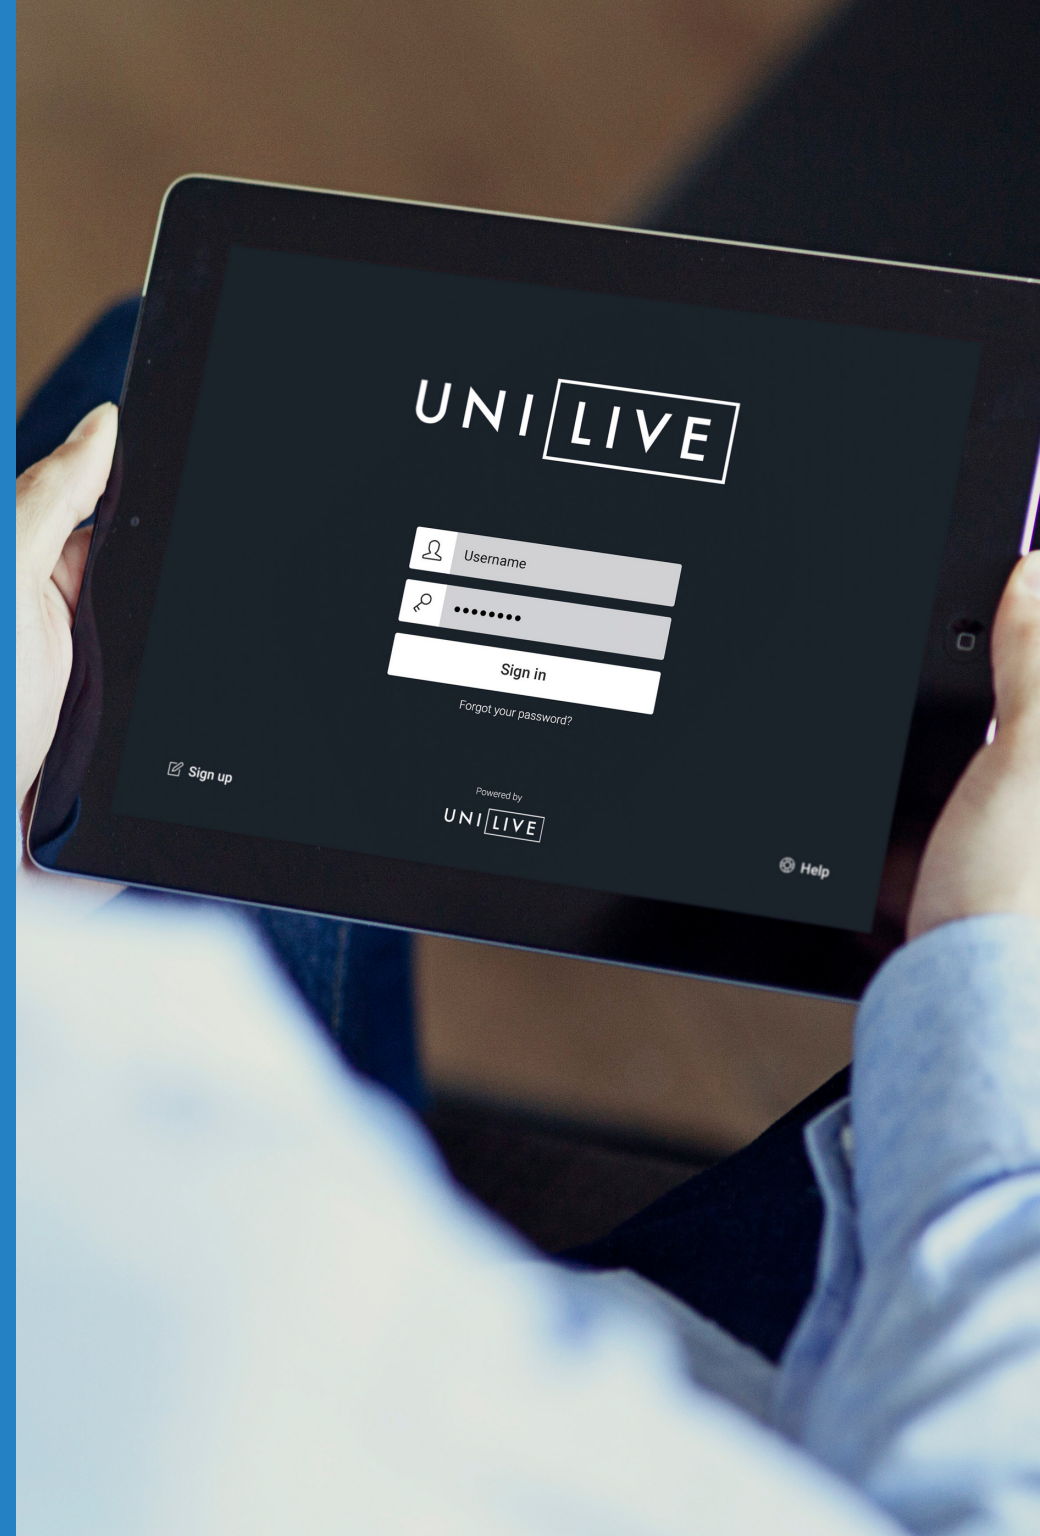 UNI LIVE
Username
••••••••
Sign in
Forgot your password?
Sign up
Powered by
UNI LIVE
Help